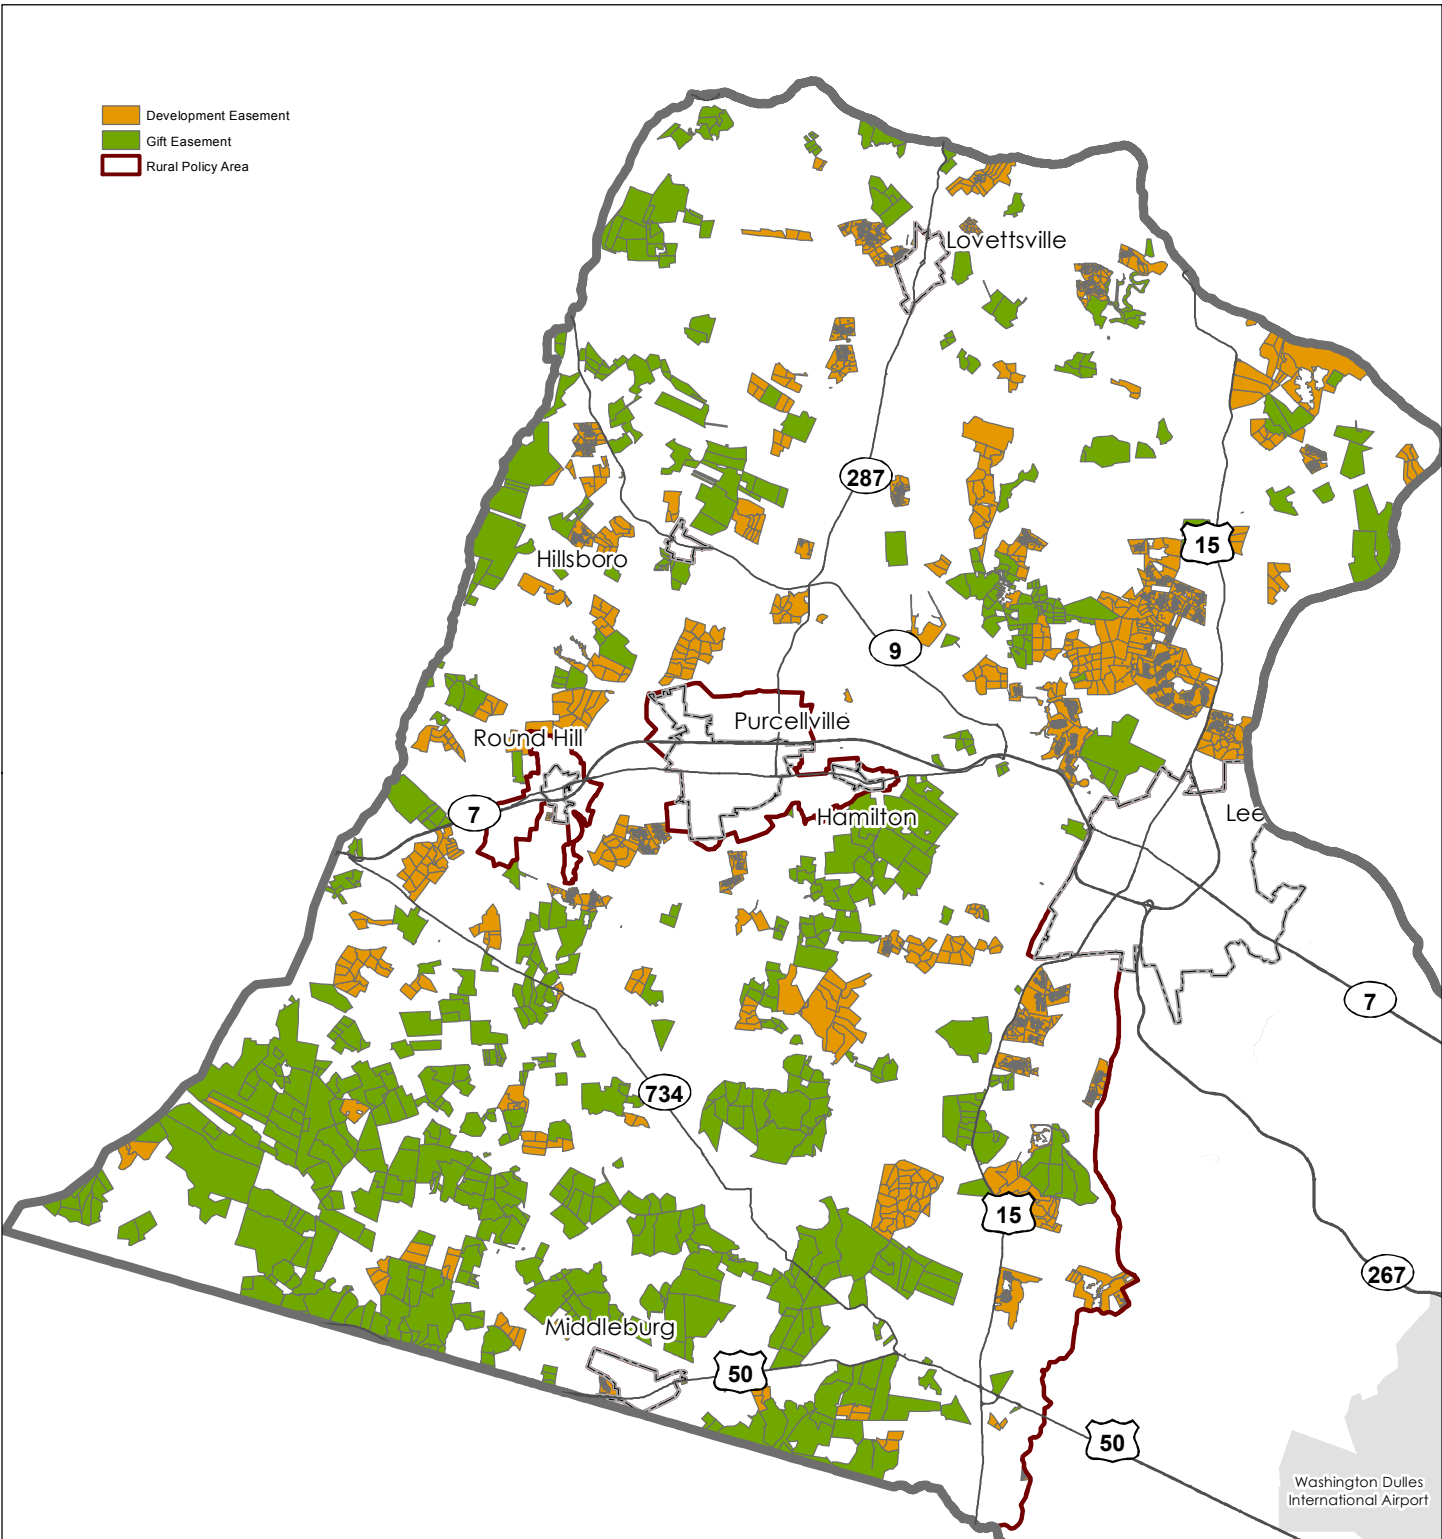 Development Easement
Gift Easement
Rural Policy Area
Lovettsville
287
15
Hillsboro
9
Purcellville
Round Hill
7
Hamilton
Lee
7
734
15
267
Middleburg
50
50
Washington Dulles
International Airport